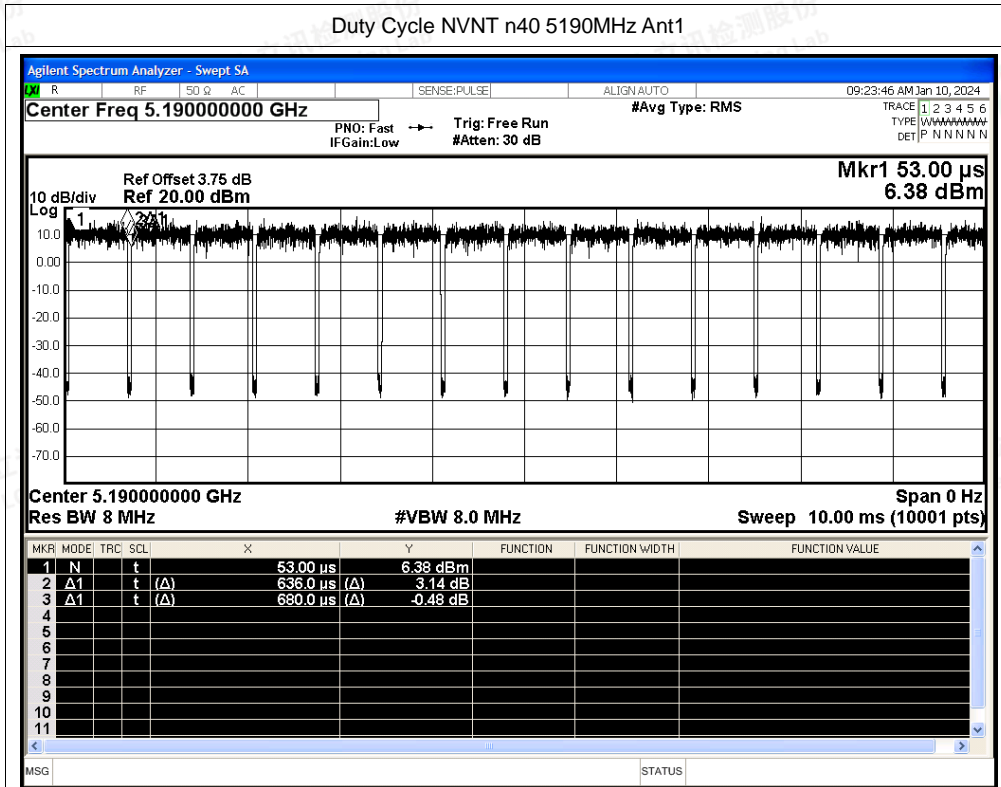 Duty Cycle NVNT n40 5190MHz Ant1
Agilent Spectrum Analyzer - Swept SA
LXI R RF 50 Ω AC SENSE:PULSE ALIGN AUTO 09:23:46 AM Jan 10, 2024
Center Freq 5.190000000 GHz #Avg Type: RMS TRACE 1 2 3 4 5 6
PNO: Fast Trig: Free Run TYPE
IFGain:Low #Atten: 30 dB DET P N N N N N
Mkr1 53.00 µs
Ref Offset 3.75 dB
10 dB/div Ref 20.00 dBm 6.38 dBm
Log
1
10.0
0.00
-10.0
-20.0
-30.0
-40.0
-50.0
-60.0
-70.0
Center 5.190000000 GHz Span 0 Hz
Res BW 8 MHz #VBW 8.0 MHz Sweep 10.00 ms (10001 pts)
MKR MODE TRC SCL X Y FUNCTION FUNCTION WIDTH FUNCTION VALUE
1 N t 53.00 µs 6.38 dBm
2 Δ1 t (Δ) 636.0 µs (Δ) 3.14 dB
3 Δ1 t (Δ) 680.0 µs (Δ) -0.48 dB
4
5
6
7
8
9
10
11
MSG STATUS